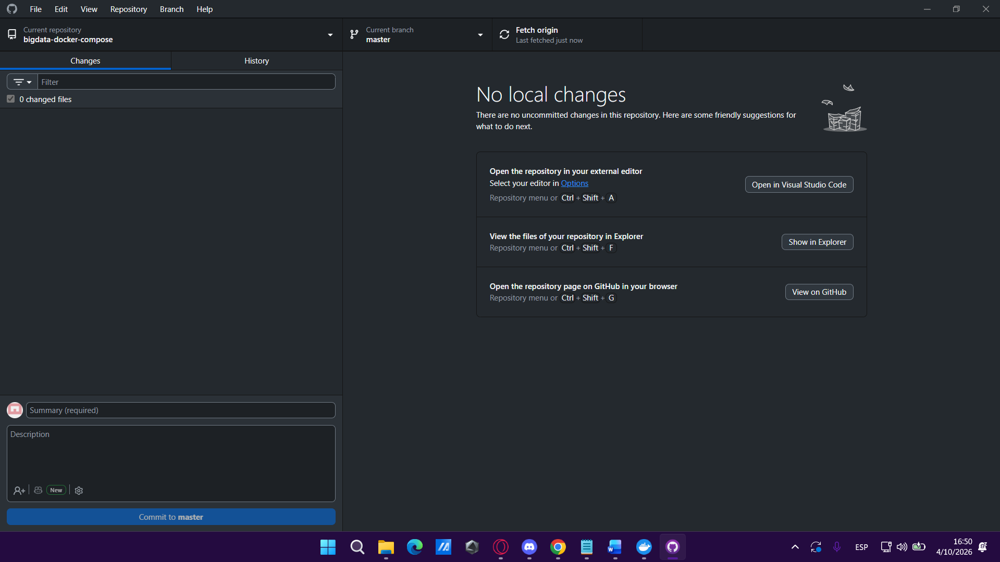 File Edit View Repository Branch Help
Current repository
bigdata-docker-compose
Current branch
master
Fetch origin
Last fetched just now
Changes
History
Filter
0 changed files
No local changes
There are no uncommitted changes in this repository. Here are some friendly suggestions for
what to do next.
Open the repository in your external editor
Select your editor in Options
Repository menu or Ctrl + Shift + A
Open in Visual Studio Code
View the files of your repository in Explorer
Repository menu or Ctrl + Shift + F
Show in Explorer
Open the repository page on GitHub in your browser
Repository menu or Ctrl + Shift + G
View on GitHub
Summary (required)
Description
New
Commit to master
W
ESP
16:50
4/10/2026